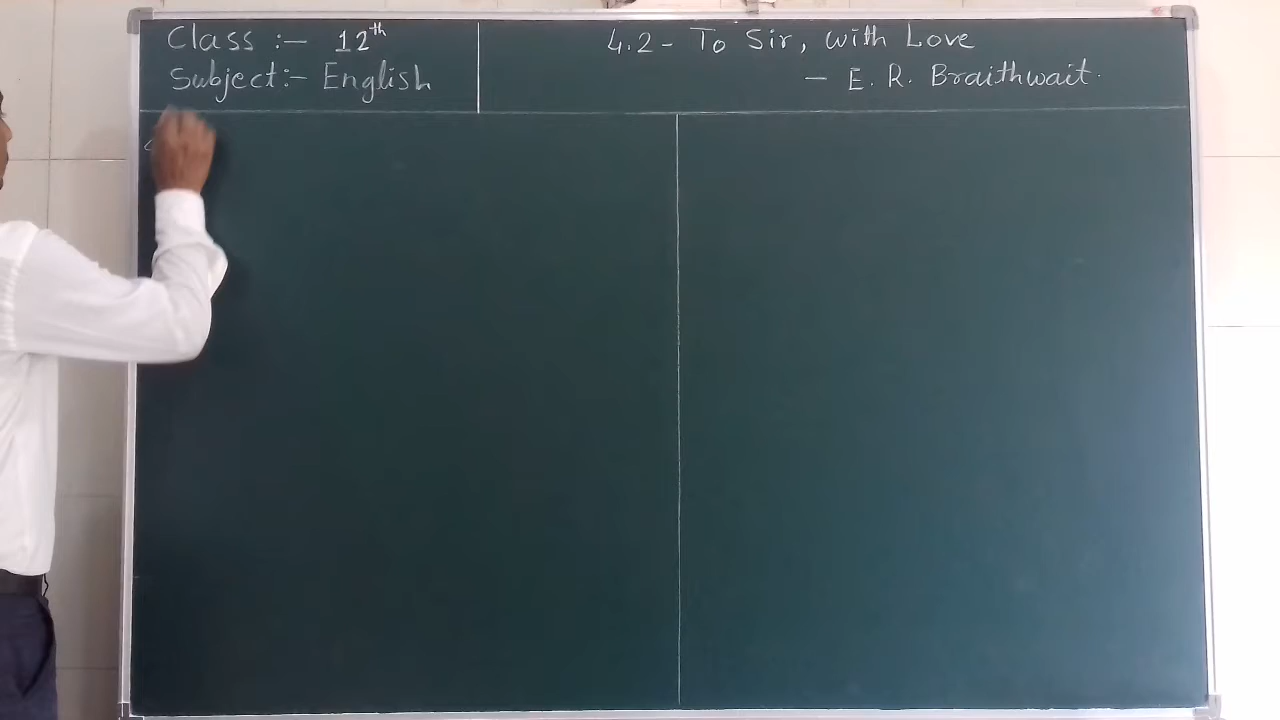 Class :- 12th
Subject:- English
4.2 - To Sir, with Love
- E. R. Braithwait.